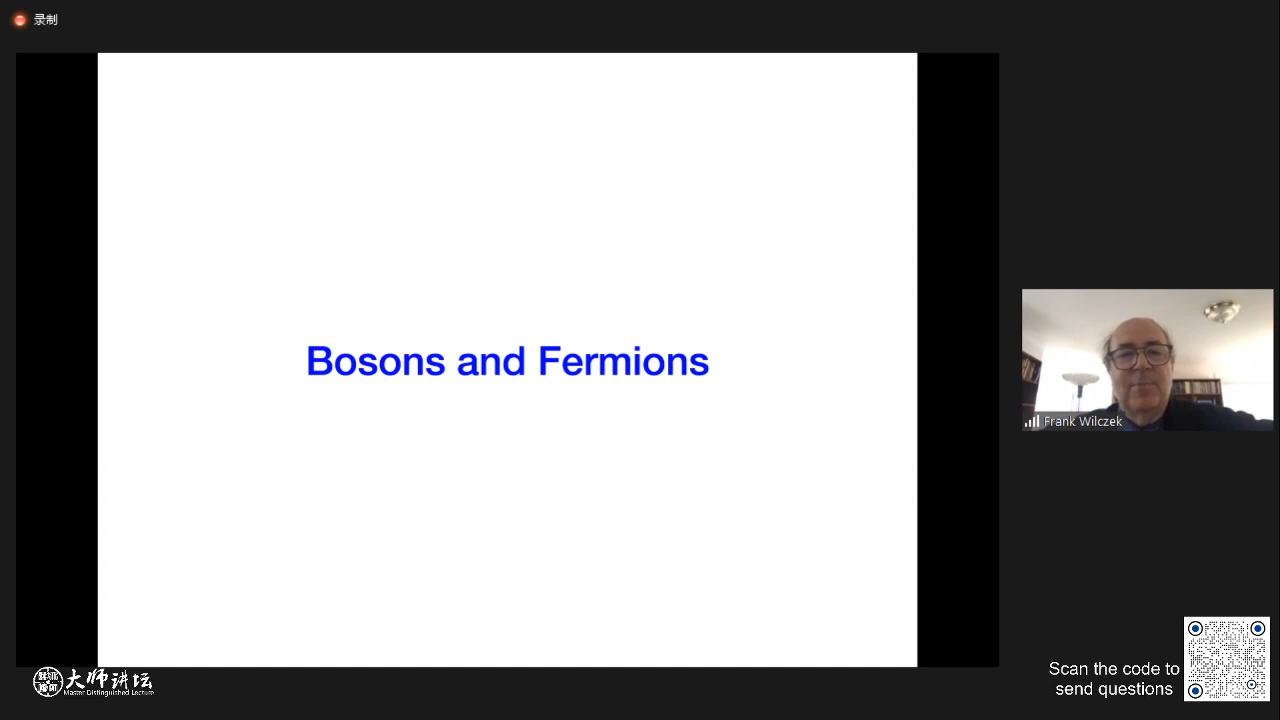 录制
Bosons and Fermions
Frank Wilczek
大师讲坛
Master Distinguished Lecture
Scan the code to
send questions